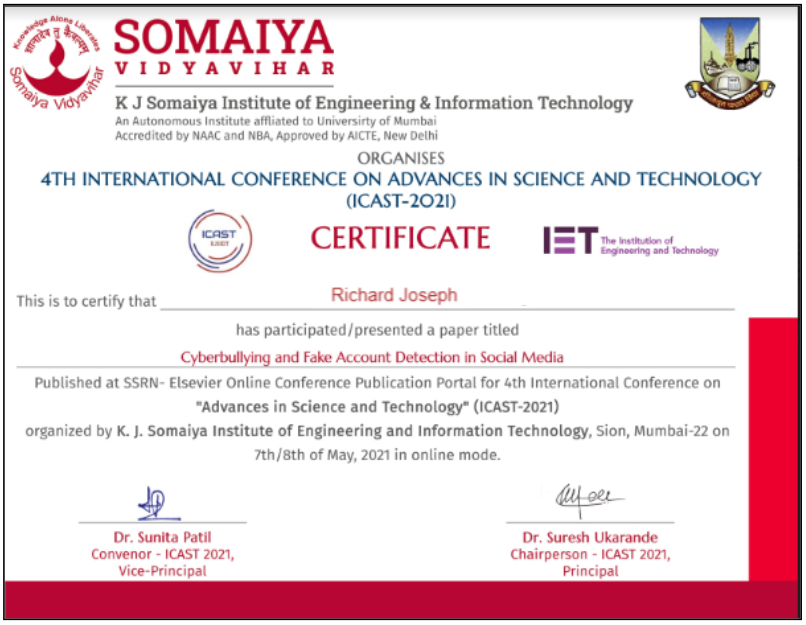 Knowledge Alone Liberates
ज्ञानादेव तु कैवल्यम्
Somaiya Vidyavihar
SOMAIYA
VIDYAVIHAR
K J Somaiya Institute of Engineering & Information Technology
An Autonomous Institute affliated to Universirty of Mumbai
Accredited by NAAC and NBA, Approved by AICTE, New Delhi
ORGANISES
4TH INTERNATIONAL CONFERENCE ON ADVANCES IN SCIENCE AND TECHNOLOGY
(ICAST-2021)
ICAST
KJSIEIT
CERTIFICATE
IET The Institution of
Engineering and Technology
This is to certify that Richard Joseph
has participated/presented a paper titled
Cyberbullying and Fake Account Detection in Social Media
Published at SSRN- Elsevier Online Conference Publication Portal for 4th International Conference on
"Advances in Science and Technology" (ICAST-2021)
organized by K. J. Somaiya Institute of Engineering and Information Technology, Sion, Mumbai-22 on
7th/8th of May, 2021 in online mode.
Dr. Sunita Patil
Convenor - ICAST 2021,
Vice-Principal
Dr. Suresh Ukarande
Chairperson - ICAST 2021,
Principal